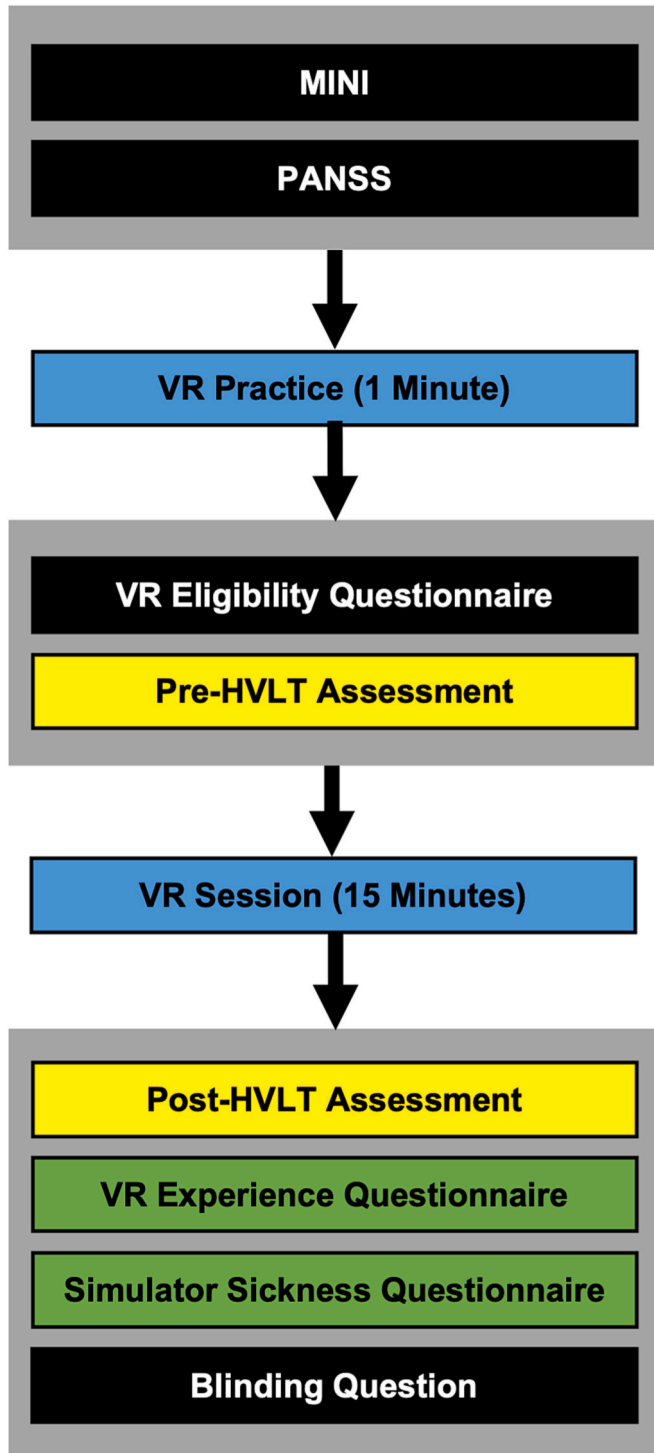 MINI
PANSS
VR Practice (1 Minute)
VR Eligibility Questionnaire
Pre-HVLT Assessment
VR Session (15 Minutes)
Post-HVLT Assessment
VR Experience Questionnaire
Simulator Sickness Questionnaire
Blinding Question